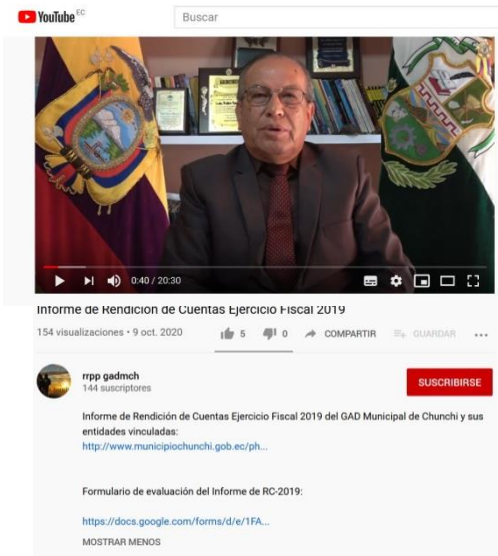 YouTube EC
Buscar
0:40 / 20:30
Informe de Rendición de Cuentas Ejercicio Fiscal 2019
154 visualizaciones • 9 oct. 2020
5
0
COMPARTIR
GUARDAR
rrpp gadmch
144 suscriptores
SUSCRIBIRSE
Informe de Rendición de Cuentas Ejercicio Fiscal 2019 del GAD Municipal de Chunchi y sus
entidades vinculadas:
http://www.municipiochunchi.gob.ec/ph...
Formulario de evaluación del Informe de RC-2019:
https://docs.google.com/forms/d/e/1FA...
MOSTRAR MENOS